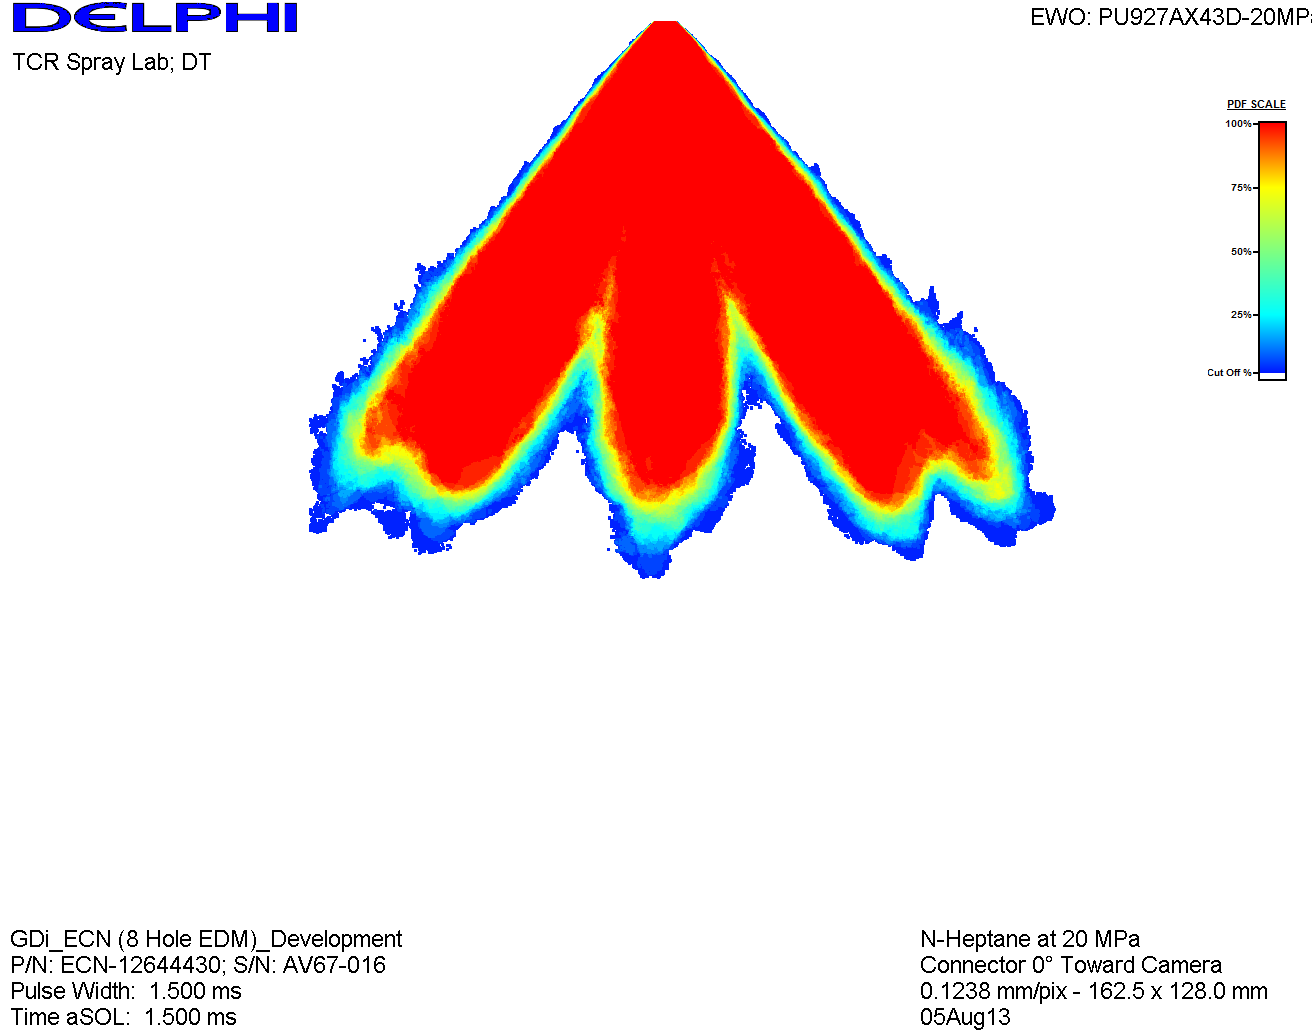 DELPHI
EWO: PU927AX43D-20MPa
TCR Spray Lab; DT
PDF SCALE
100%
75%
50%
25%
Cut Off %
GDi_ECN (8 Hole EDM)_Development
P/N: ECN-12644430; S/N: AV67-016
Pulse Width: 1.500 ms
Time aSOL: 1.500 ms
N-Heptane at 20 MPa
Connector 0° Toward Camera
0.1238 mm/pix - 162.5 x 128.0 mm
05Aug13